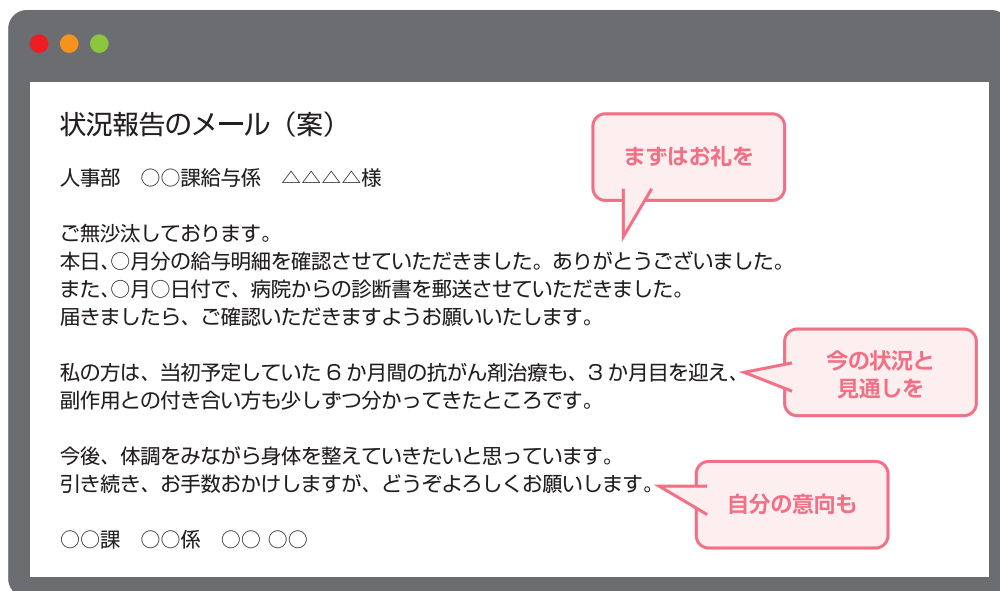 状況報告のメール（案）
まずはお礼を
人事部　○○課給与係　△△△△様
ご無沙汰しております。
本日、○月分の給与明細を確認させていただきました。ありがとうございました。
また、○月○日付で、病院からの診断書を郵送させていただきました。
届きましたら、ご確認いただきますようお願いいたします。
私の方は、当初予定していた 6 か月間の抗がん剤治療も、3 か月目を迎え、
副作用との付き合い方も少しずつ分かってきたところです。
今の状況と
見通しを
今後、体調をみながら身体を整えていきたいと思っています。
引き続き、お手数おかけしますが、どうぞよろしくお願いします。
自分の意向も
○○課　○○係　○○ ○○